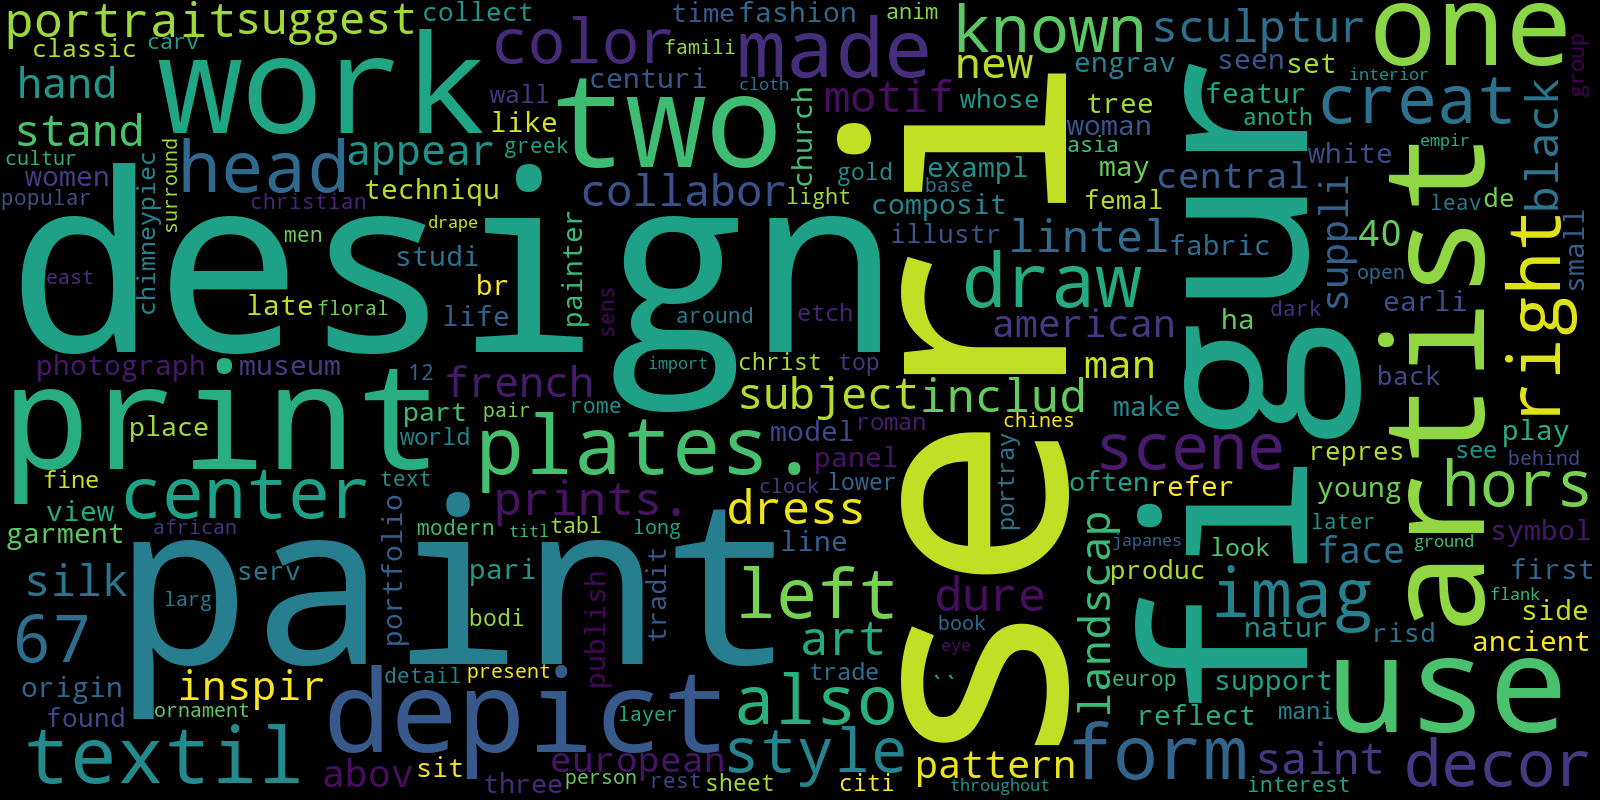 portrait
suggest
collect
time
fashion
anim
known
sculptur
one
group
classic
carv
color
famili
made
new
engrav
seen
set
interior
hand
work
centuri
cloth
two
wall
like
church
motif
whose
tree
featur
anoth
creat
black
stand
head
appear
greek
gold
exampl
woman
asia
may
white
empir
cultur
women
surround
techniqu
collabor
light
base
composit
femal
central
popular
christian
drape
leav
de
chimneypiec
men
studi
painter
illustr
lintel
fabric
suppli
40
small
east
design
br
draw
open
late
floral
life
sens
around
etch
american
ha
dark
earli
right
photograph
museum
12
french
import
christ
top
man
back
print
place
part
pair
rome
subject
includ
make
figur
artist
world
plates.
model
roman
chines
scene
play
repres
see
behind
fine
center
text
prints.
panel
clock
lower
portray
often
refer
young
hors
view
garment
african
portfolio
modern
titl
tabl
long
dress
line
seri
japanes
later
ground
symbol
look
face
silk
serv
pari
tradit
left
landscap
produc
first
larg
paint
bodi
publish
dure
book
imag
flank
side
67
art
eye
natur
risd
ancient
origin
inspir
detail
present
trade
``
europ
support
use
found
ornament
depict
layer
also
reflect
mani
textil
abov
sit
european
style
pattern
form
saint
decor
three
person
rest
sheet
citi
throughout
interest